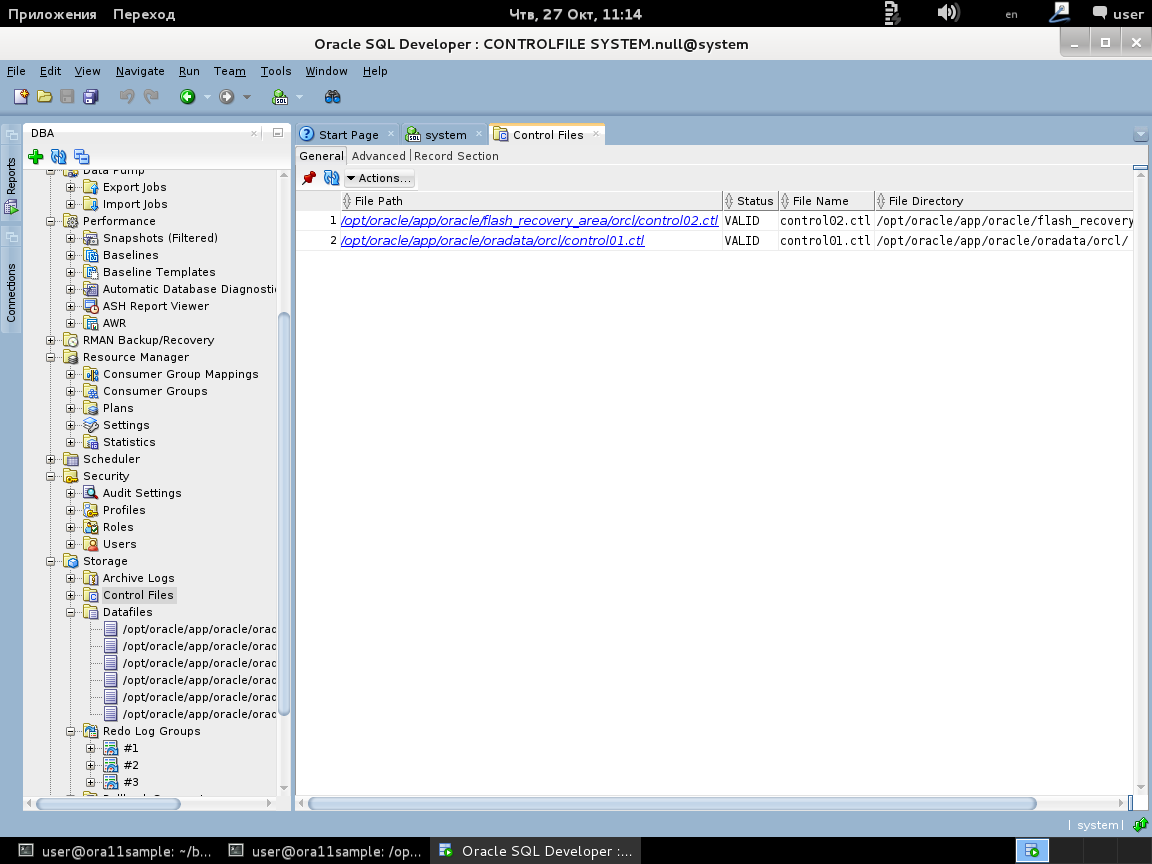 Приложения Переход Чтв, 27 Окт, 11:14 en user
Oracle SQL Developer : CONTROLFILE SYSTEM.null@system
File Edit View Navigate Run Team Tools Window Help
DBA
Reports
Connections
Data Pump
Export Jobs
Import Jobs
Performance
Snapshots (Filtered)
Baselines
Baseline Templates
Automatic Database Diagnosti
ASH Report Viewer
AWR
RMAN Backup/Recovery
Resource Manager
Consumer Group Mappings
Consumer Groups
Plans
Settings
Statistics
Scheduler
Security
Audit Settings
Profiles
Roles
Users
Storage
Archive Logs
Control Files
Datafiles
/opt/oracle/app/oracle/orac
/opt/oracle/app/oracle/orac
/opt/oracle/app/oracle/orac
/opt/oracle/app/oracle/orac
/opt/oracle/app/oracle/orac
/opt/oracle/app/oracle/orac
Redo Log Groups
#1
#2
#3
Start Page system Control Files
General Advanced Record Section
Actions...
File Path Status File Name File Directory
1 /opt/oracle/app/oracle/flash_recovery_area/orcl/control02.ctl VALID control02.ctl /opt/oracle/app/oracle/flash_recovery
2 /opt/oracle/app/oracle/oradata/orcl/control01.ctl VALID control01.ctl /opt/oracle/app/oracle/oradata/orcl/
system
user@ora11sample: ~/b... user@ora11sample: /op... Oracle SQL Developer :...